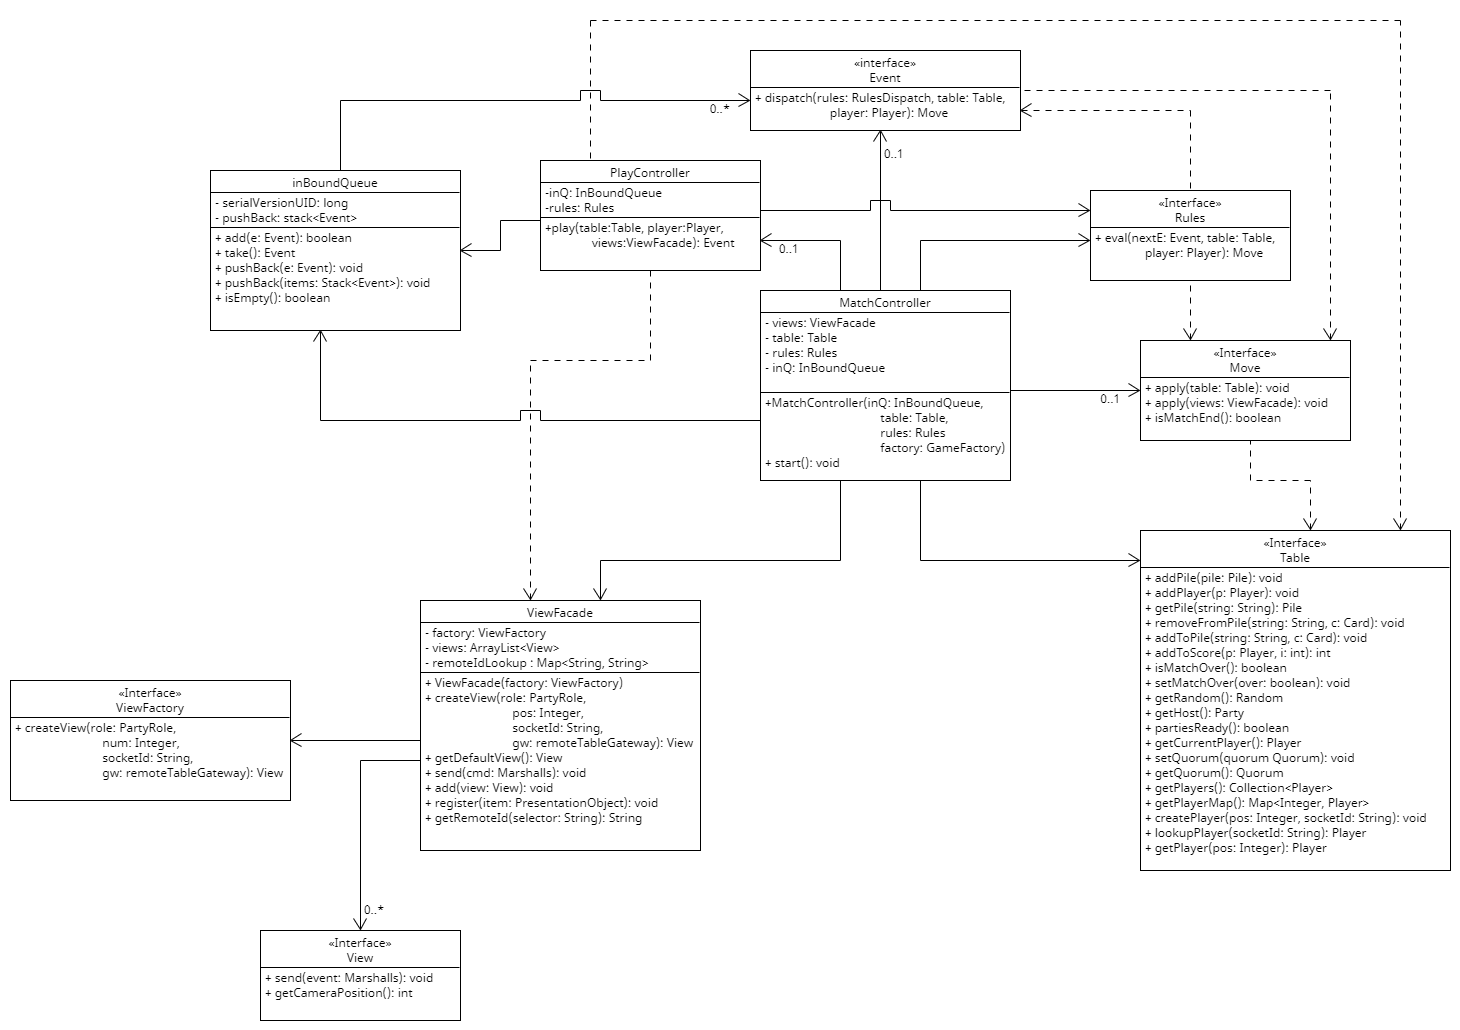 «interface»
Event
+ dispatch(rules: RulesDispatch, table: Table,
player: Player): Move
0..*
0..1
inBoundQueue
- serialVersionUID: long
- pushBack: stack<Event>
+ add(e: Event): boolean
+ take(): Event
+ pushBack(e: Event): void
+ pushBack(items: Stack<Event>): void
+ isEmpty(): boolean
PlayController
-inQ: InBoundQueue
-rules: Rules
+play(table:Table, player:Player,
views:ViewFacade): Event
0..1
«Interface»
Rules
+ eval(nextE: Event, table: Table,
player: Player): Move
MatchController
- views: ViewFacade
- table: Table
- rules: Rules
- inQ: InBoundQueue
+MatchController(inQ: InBoundQueue,
table: Table,
rules: Rules
factory: GameFactory)
+ start(): void
0..1
«Interface»
Move
+ apply(table: Table): void
+ apply(views: ViewFacade): void
+ isMatchEnd(): boolean
«Interface»
Table
+ addPile(pile: Pile): void
+ addPlayer(p: Player): void
+ getPile(string: String): Pile
+ removeFromPile(string: String, c: Card): void
+ addToPile(string: String, c: Card): void
+ addToScore(p: Player, i: int): int
+ isMatchOver(): boolean
+ setMatchOver(over: boolean): void
+ getRandom(): Random
+ getHost(): Party
+ partiesReady(): boolean
+ getCurrentPlayer(): Player
+ setQuorum(quorum Quorum): void
+ getQuorum(): Quorum
+ getPlayers(): Collection<Player>
+ getPlayerMap(): Map<Integer, Player>
+ createPlayer(pos: Integer, socketId: String): void
+ lookupPlayer(socketId: String): Player
+ getPlayer(pos: Integer): Player
ViewFacade
- factory: ViewFactory
- views: ArrayList<View>
- remoteIdLookup : Map<String, String>
+ ViewFacade(factory: ViewFactory)
+ createView(role: PartyRole,
pos: Integer,
socketId: String,
gw: remoteTableGateway): View
+ getDefaultView(): View
+ send(cmd: Marshalls): void
+ add(view: View): void
+ register(item: PresentationObject): void
+ getRemoteId(selector: String): String
«Interface»
ViewFactory
+ createView(role: PartyRole,
num: Integer,
socketId: String,
gw: remoteTableGateway): View
0..*
«Interface»
View
+ send(event: Marshalls): void
+ getCameraPosition(): int